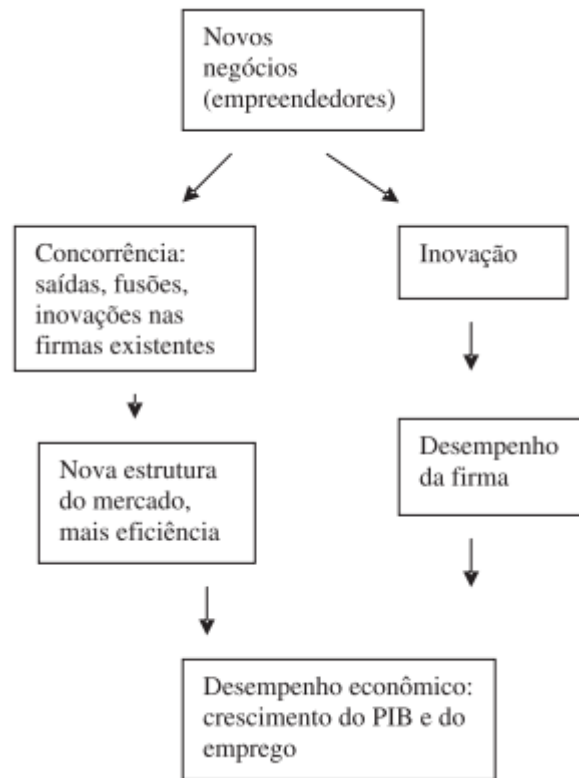 Novos
negócios
(empreendedores)
Concorrência:
saídas, fusões,
inovações nas
firmas existentes
Inovação
Nova estrutura
do mercado,
mais eficiência
Desempenho
da firma
Desempenho econômico:
crescimento do PIB e do
emprego